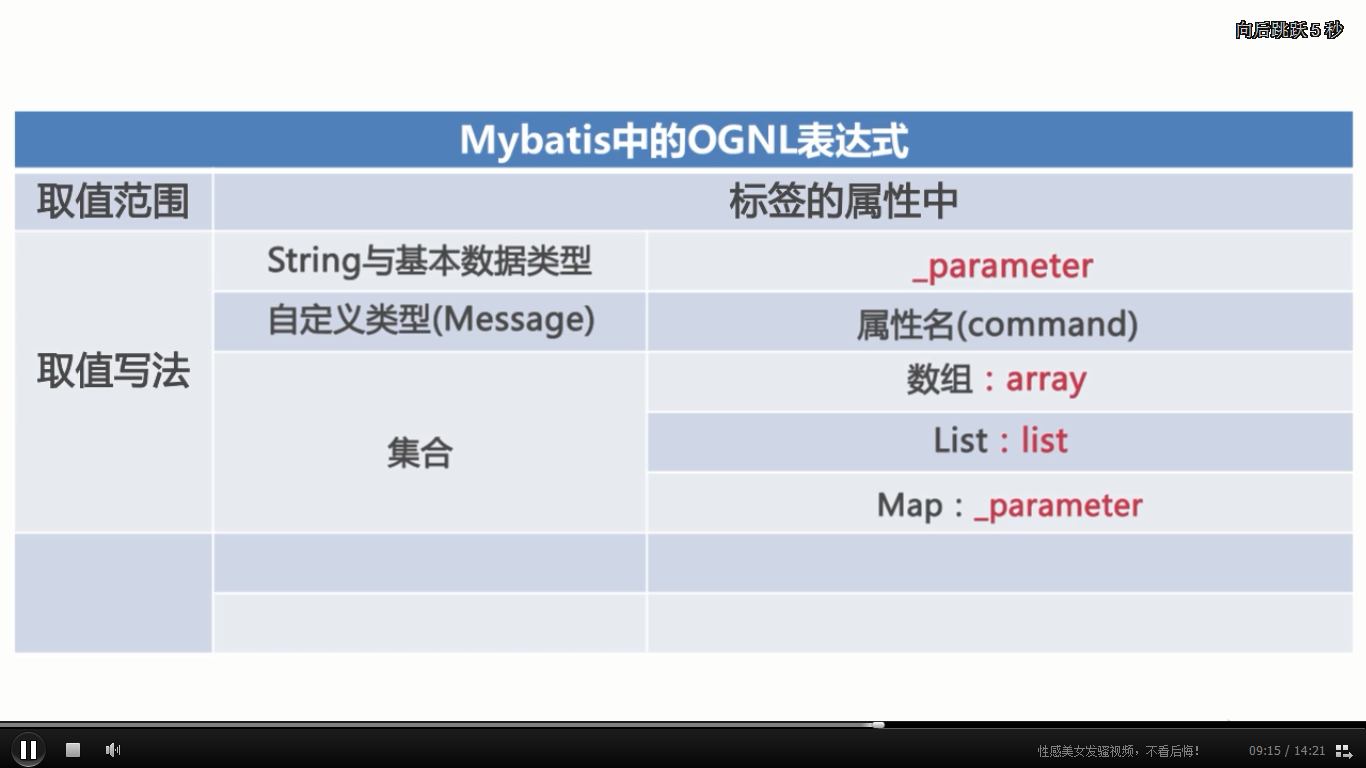 向后跳跃 5 秒
Mybatis中的OGNL表达式
取值范围
标签的属性中
取值写法
String与基本数据类型
_parameter
自定义类型(Message)
属性名(command)
集合
数组：array
List：list
Map：_parameter
性感美女发骚视频，不看后悔！
09:15 / 14:21